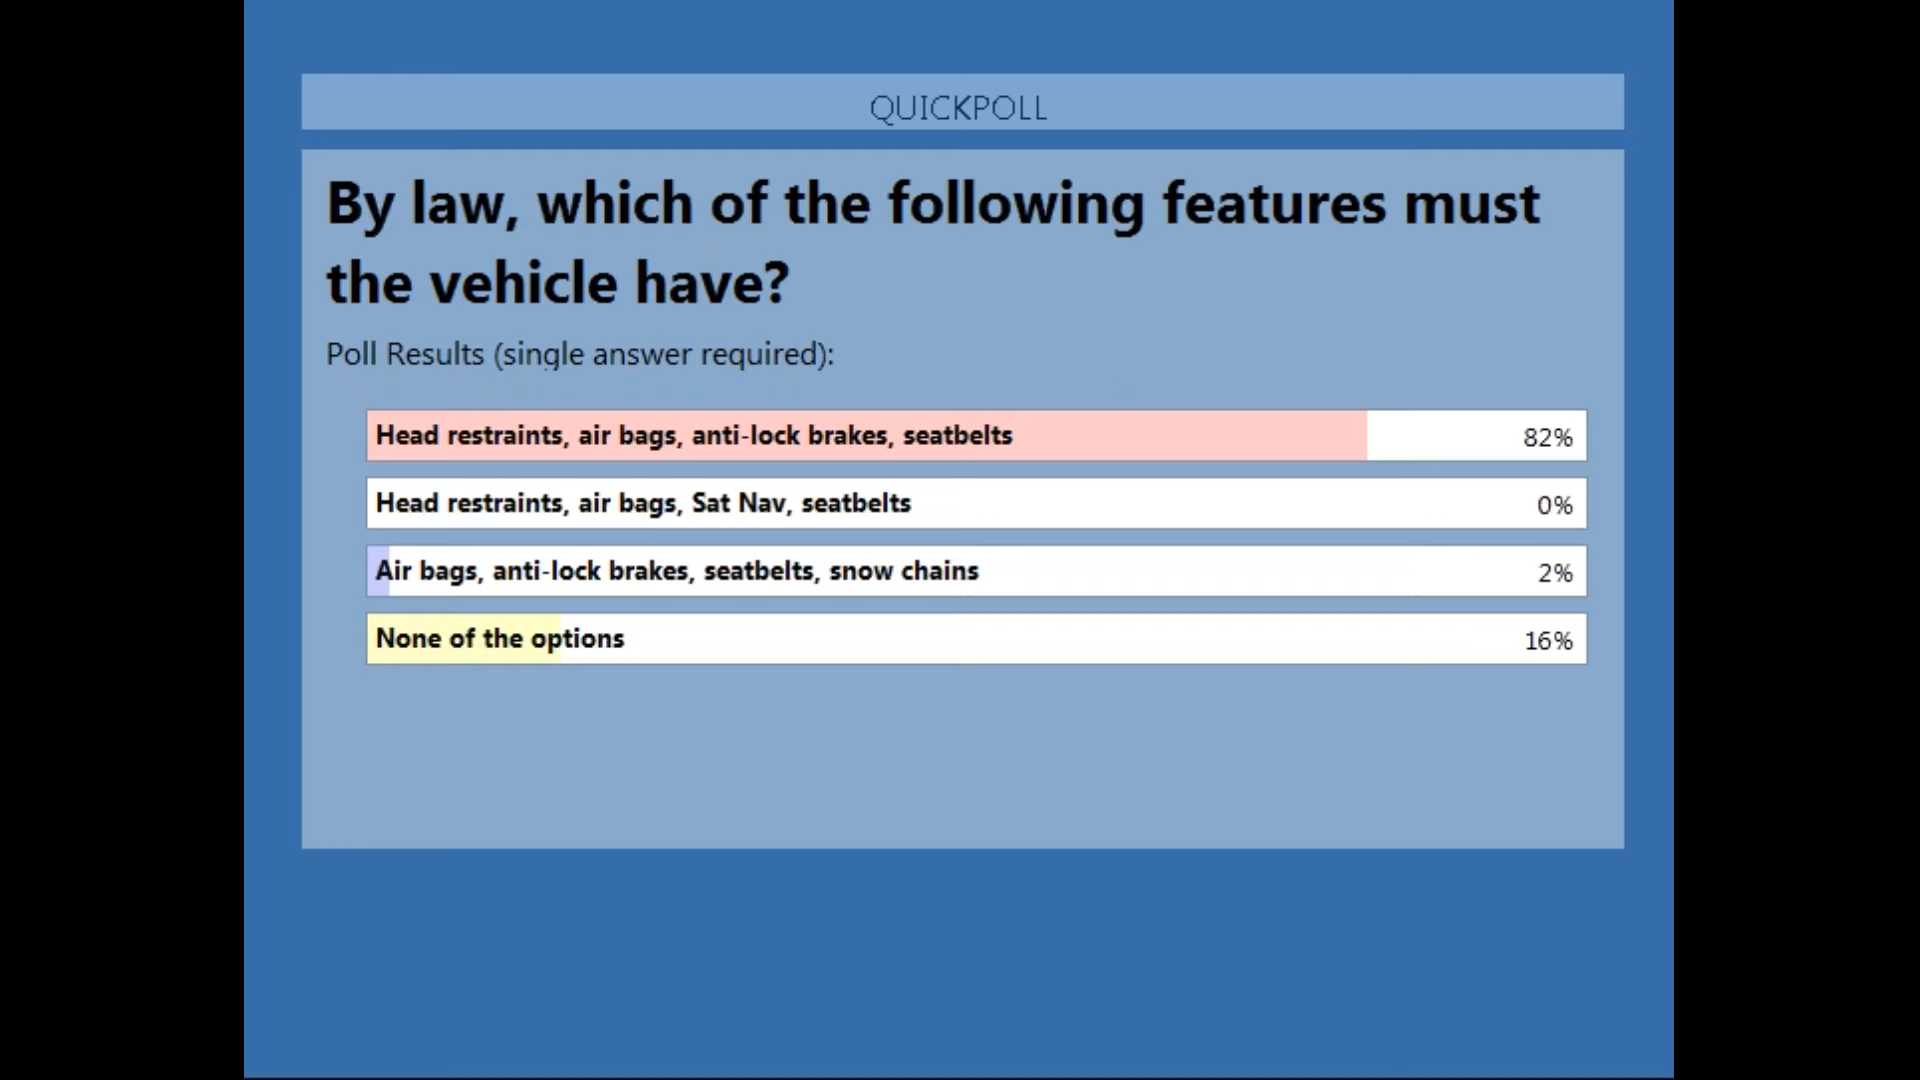 QUICKPOLL
By law, which of the following features must
the vehicle have?
Poll Results (single answer required):
Head restraints, air bags, anti-lock brakes, seatbelts 82%
Head restraints, air bags, Sat Nav, seatbelts 0%
Air bags, anti-lock brakes, seatbelts, snow chains 2%
None of the options 16%